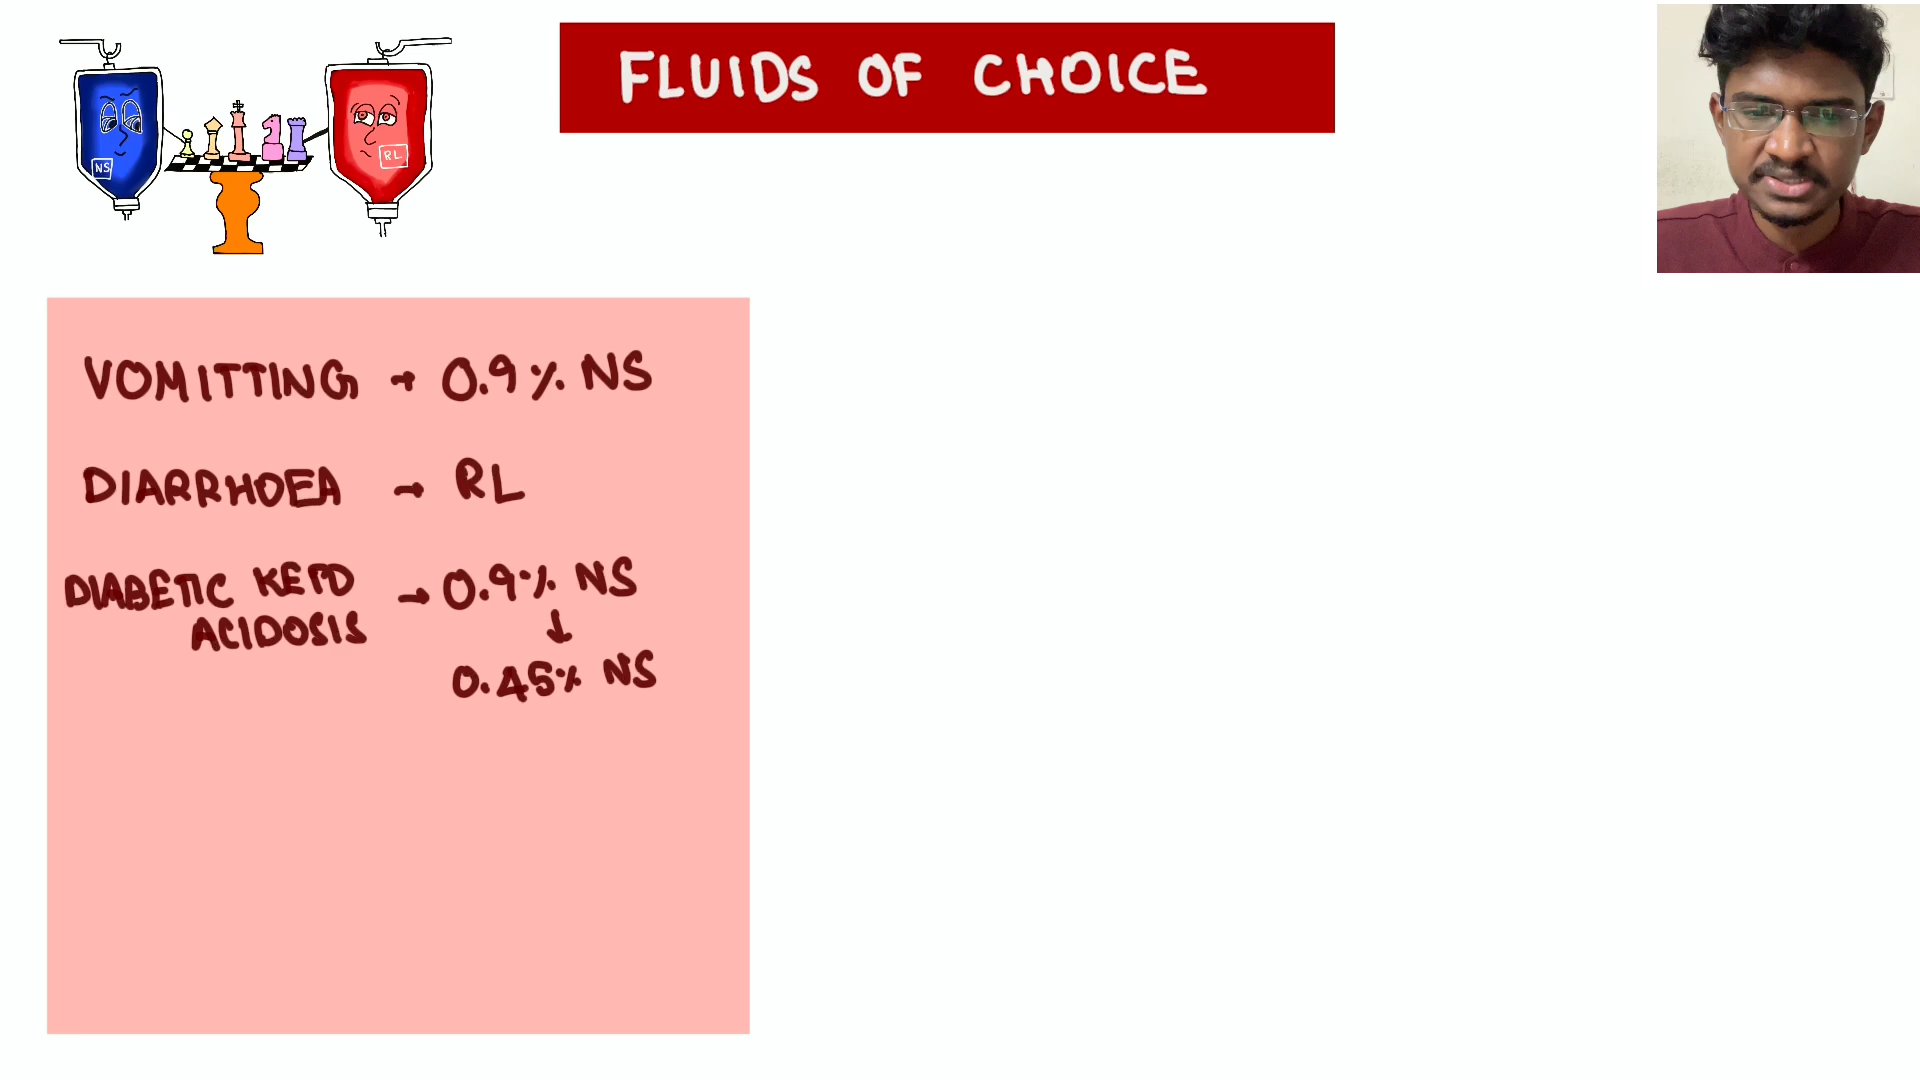 FLUIDS OF CHOICE
NS
RL
VOMITTING → 0.9% NS
DIARRHOEA → RL
DIABETIC KETO
ACIDOSIS → 0.9% NS
↓
0.45% NS